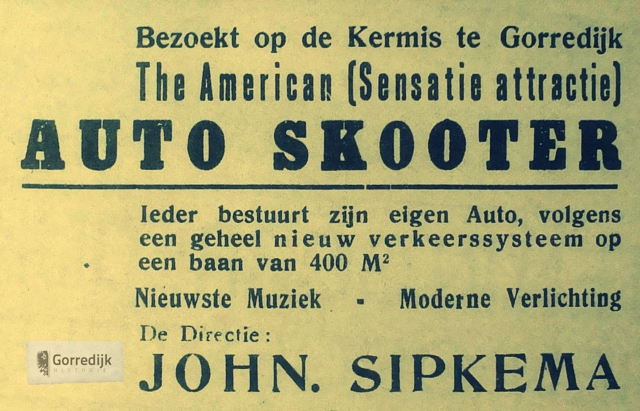 Bezoekt op de Kermis te Gorredijk
The American (Sensatie attractie)
AUTO SKOOTER
Ieder bestuurt zijn eigen Auto, volgens
een geheel nieuw verkeerssysteem op
een baan van 400 M²
Nieuwste Muziek - Moderne Verlichting
De Directie:
JOHN. SIPKEMA
Gorredijk
HISTORIE